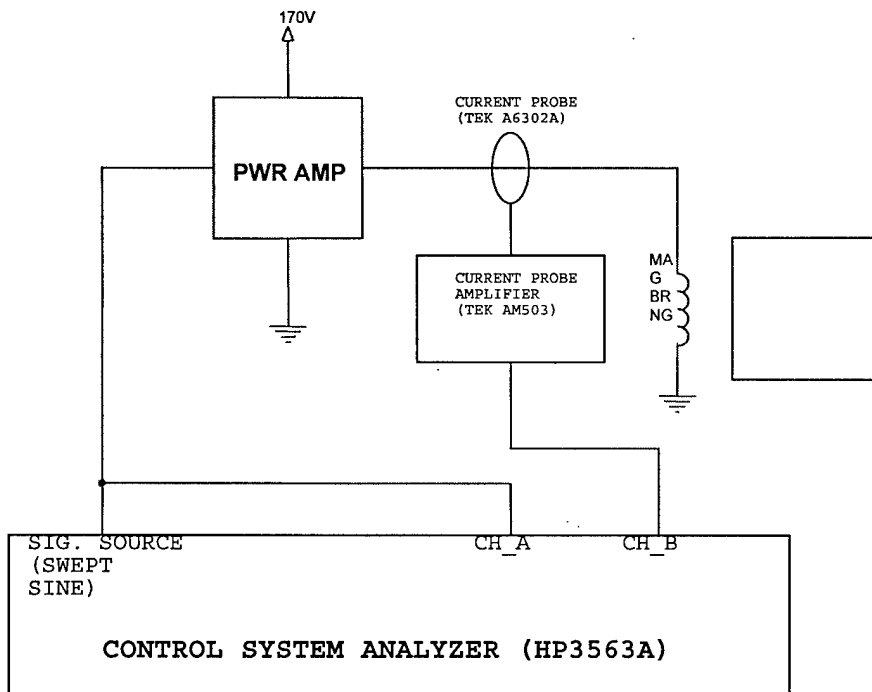 170V
CURRENT PROBE
(TEK A6302A)
PWR AMP
CURRENT PROBE
AMPLIFIER
(TEK AM503)
MA
G
BR
NG
SIG. SOURCE
(SWEPT
SINE)
CH_A
CH_B
CONTROL SYSTEM ANALYZER (HP3563A)